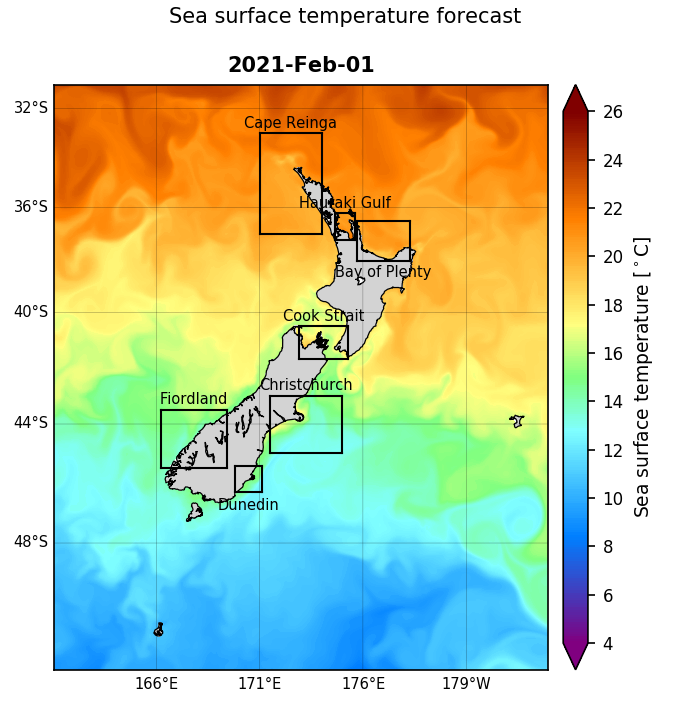 Sea surface temperature forecast
2021-Feb-01
32°S
36°S
40°S
44°S
48°S
Cape Reinga
Hauraki Gulf
Bay of Plenty
Cook Strait
Christchurch
Fiordland
Dunedin
166°E
171°E
176°E
179°W
26
24
22
20
18
16
14
12
10
8
6
4
Sea surface temperature [°C]